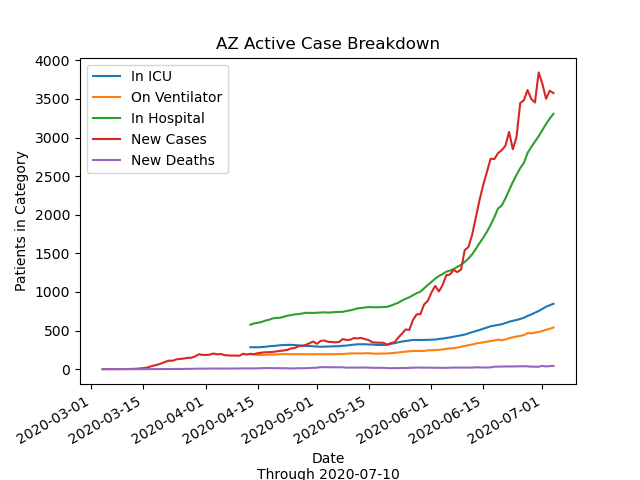 AZ Active Case Breakdown
4000
3500
3000
2500
2000
1500
1000
500
0
Patients in Category
In ICU
On Ventilator
In Hospital
New Cases
New Deaths
2020-03-01
2020-03-15
2020-04-01
2020-04-15
2020-05-01
2020-05-15
2020-06-01
2020-06-15
2020-07-01
Date
Through 2020-07-10